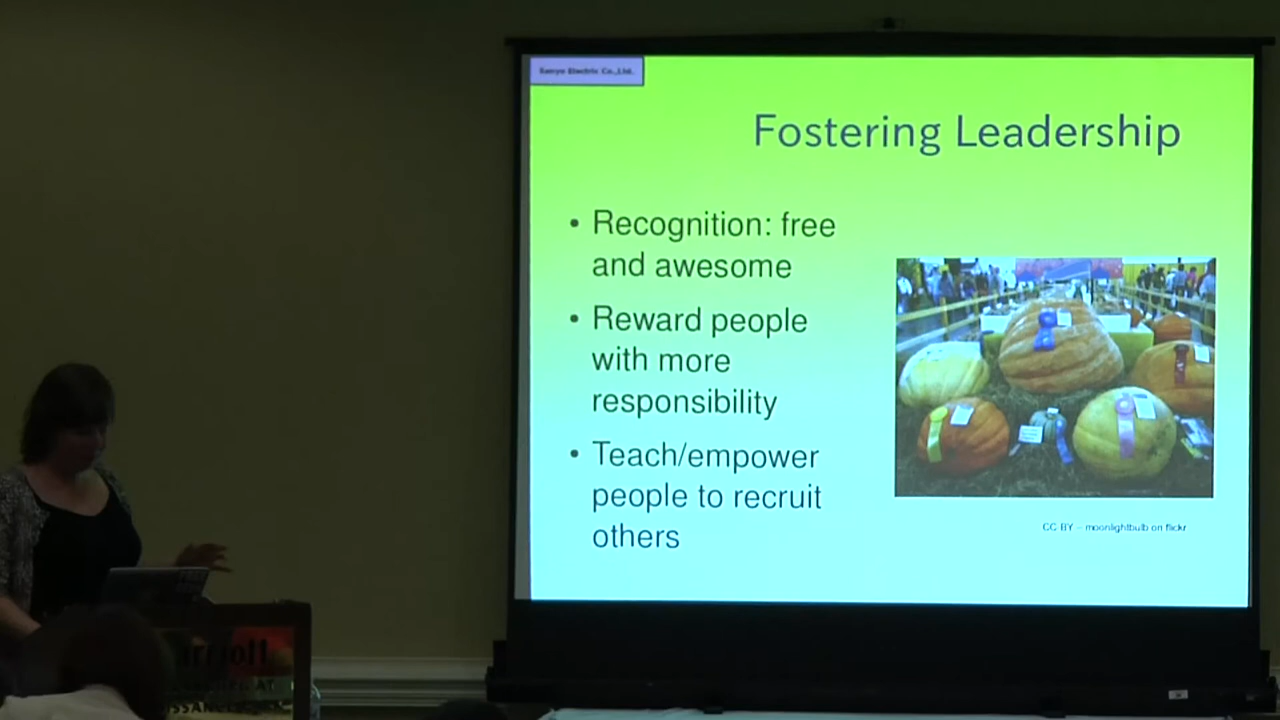 Sanyo Electric Co.,Ltd.
Fostering Leadership
• Recognition: free
and awesome
• Reward people
with more
responsibility
• Teach/empower
people to recruit
others
CC BY – moonlightbulb on flickr